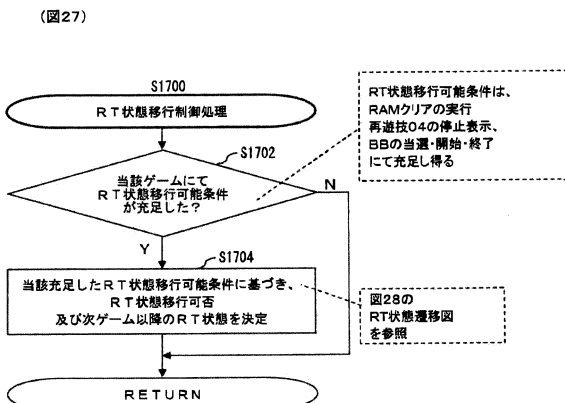 (図27)
S1700
RT状態移行制御処理
S1702
当該ゲームにて
RT状態移行可能条件
が充足した?
N
Y
RT状態移行可能条件は、
RAMクリアの実行
再遊技04の停止表示、
BBの当選・開始・終了
にて充足し得る
S1704
当該充足したRT状態移行可能条件に基づき、
RT状態移行可否
及び次ゲーム以降のRT状態を決定
図28の
RT状態遷移図
を参照
RETURN